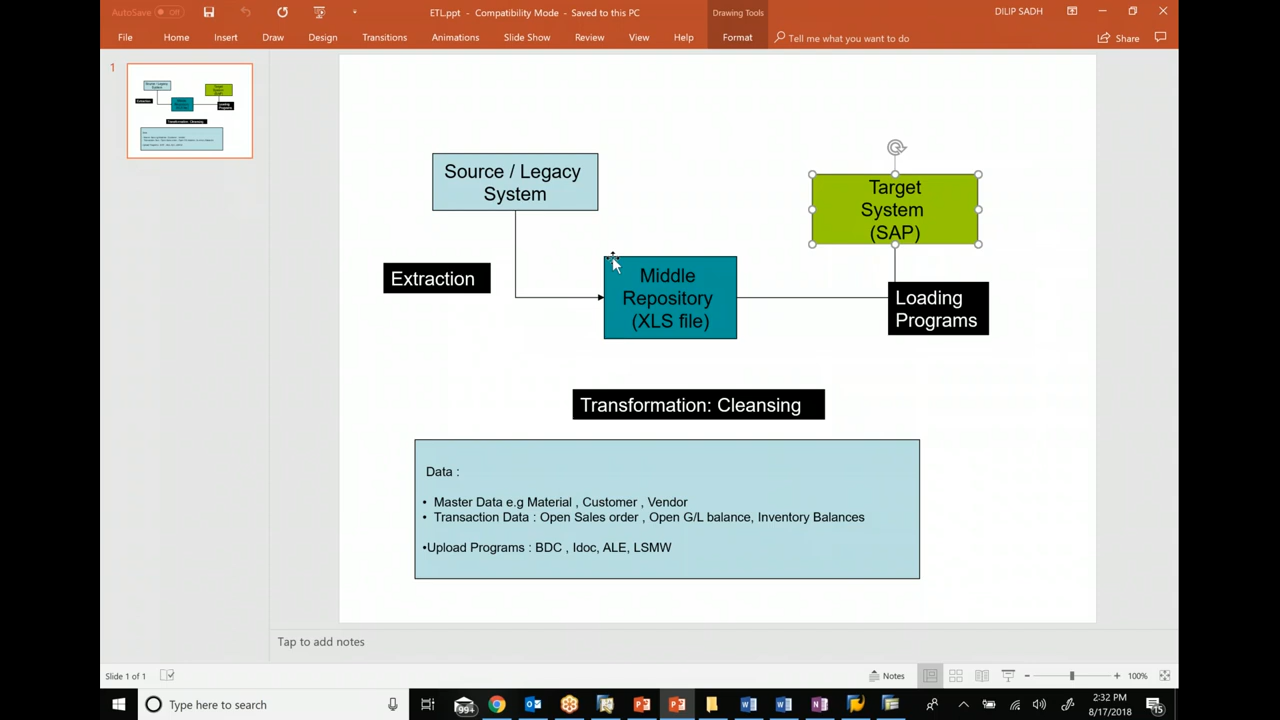 AutoSave Off
ETL.ppt - Compatibility Mode - Saved to this PC
Drawing Tools
DILIP SADH
File Home Insert Draw Design Transitions Animations Slide Show Review View Help Format Tell me what you want to do Share
1
Source / Legacy
System
Target
System
(SAP)
Extraction
Middle
Repository
(XLS file)
Loading
Programs
Transformation: Cleansing
Data :
• Master Data e.g Material , Customer , Vendor
• Transaction Data : Open Sales order , Open G/L balance, Inventory Balances
•Upload Programs : BDC , Idoc, ALE, LSMW
Tap to add notes
Slide 1 of 1
Notes
100%
Type here to search
99+
2:32 PM
8/17/2018
15